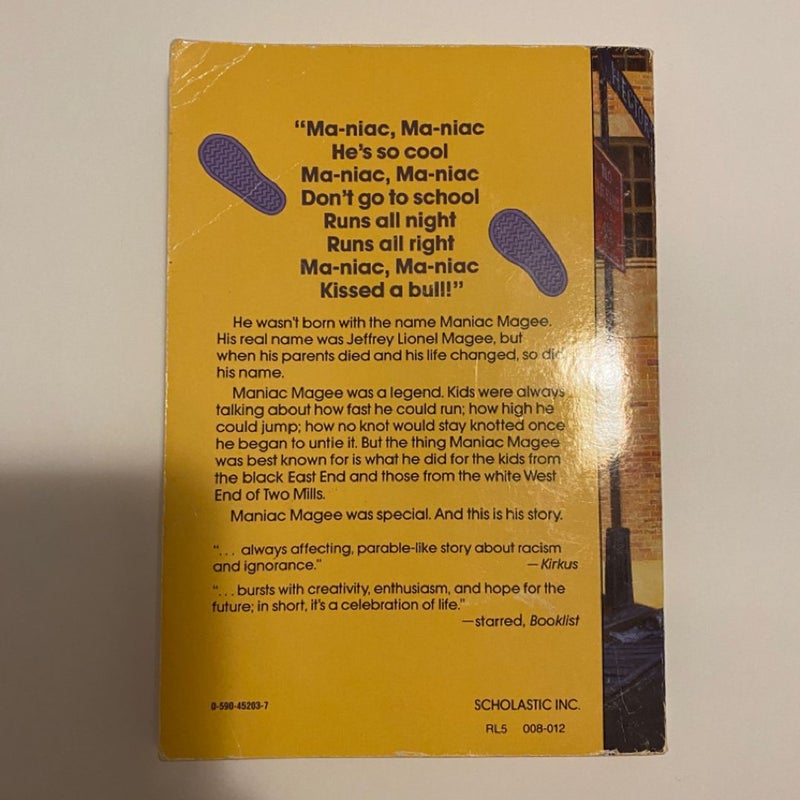 “Ma-niac, Ma-niac
He's so cool
Ma-niac, Ma-niac
Don't go to school
Runs all night
Runs all right
Ma-niac, Ma-niac
Kissed a bull!”
He wasn't born with the name Maniac Magee.
His real name was Jeffrey Lionel Magee, but
when his parents died and his life changed, so did
his name.
Maniac Magee was a legend. Kids were always
talking about how fast he could run; how high he
could jump; how no knot would stay knotted once
he began to untie it. But the thing Maniac Magee
was best known for is what he did for the kids from
the black East End and those from the white West
End of Two Mills.
Maniac Magee was special. And this is his story.
“. . . always affecting, parable-like story about racism
and ignorance.” —Kirkus
“. . . bursts with creativity, enthusiasm, and hope for the
future; in short, it's a celebration of life.”
—starred, Booklist
0-590-45203-7
SCHOLASTIC INC.
RL5 008-012
HECTOR